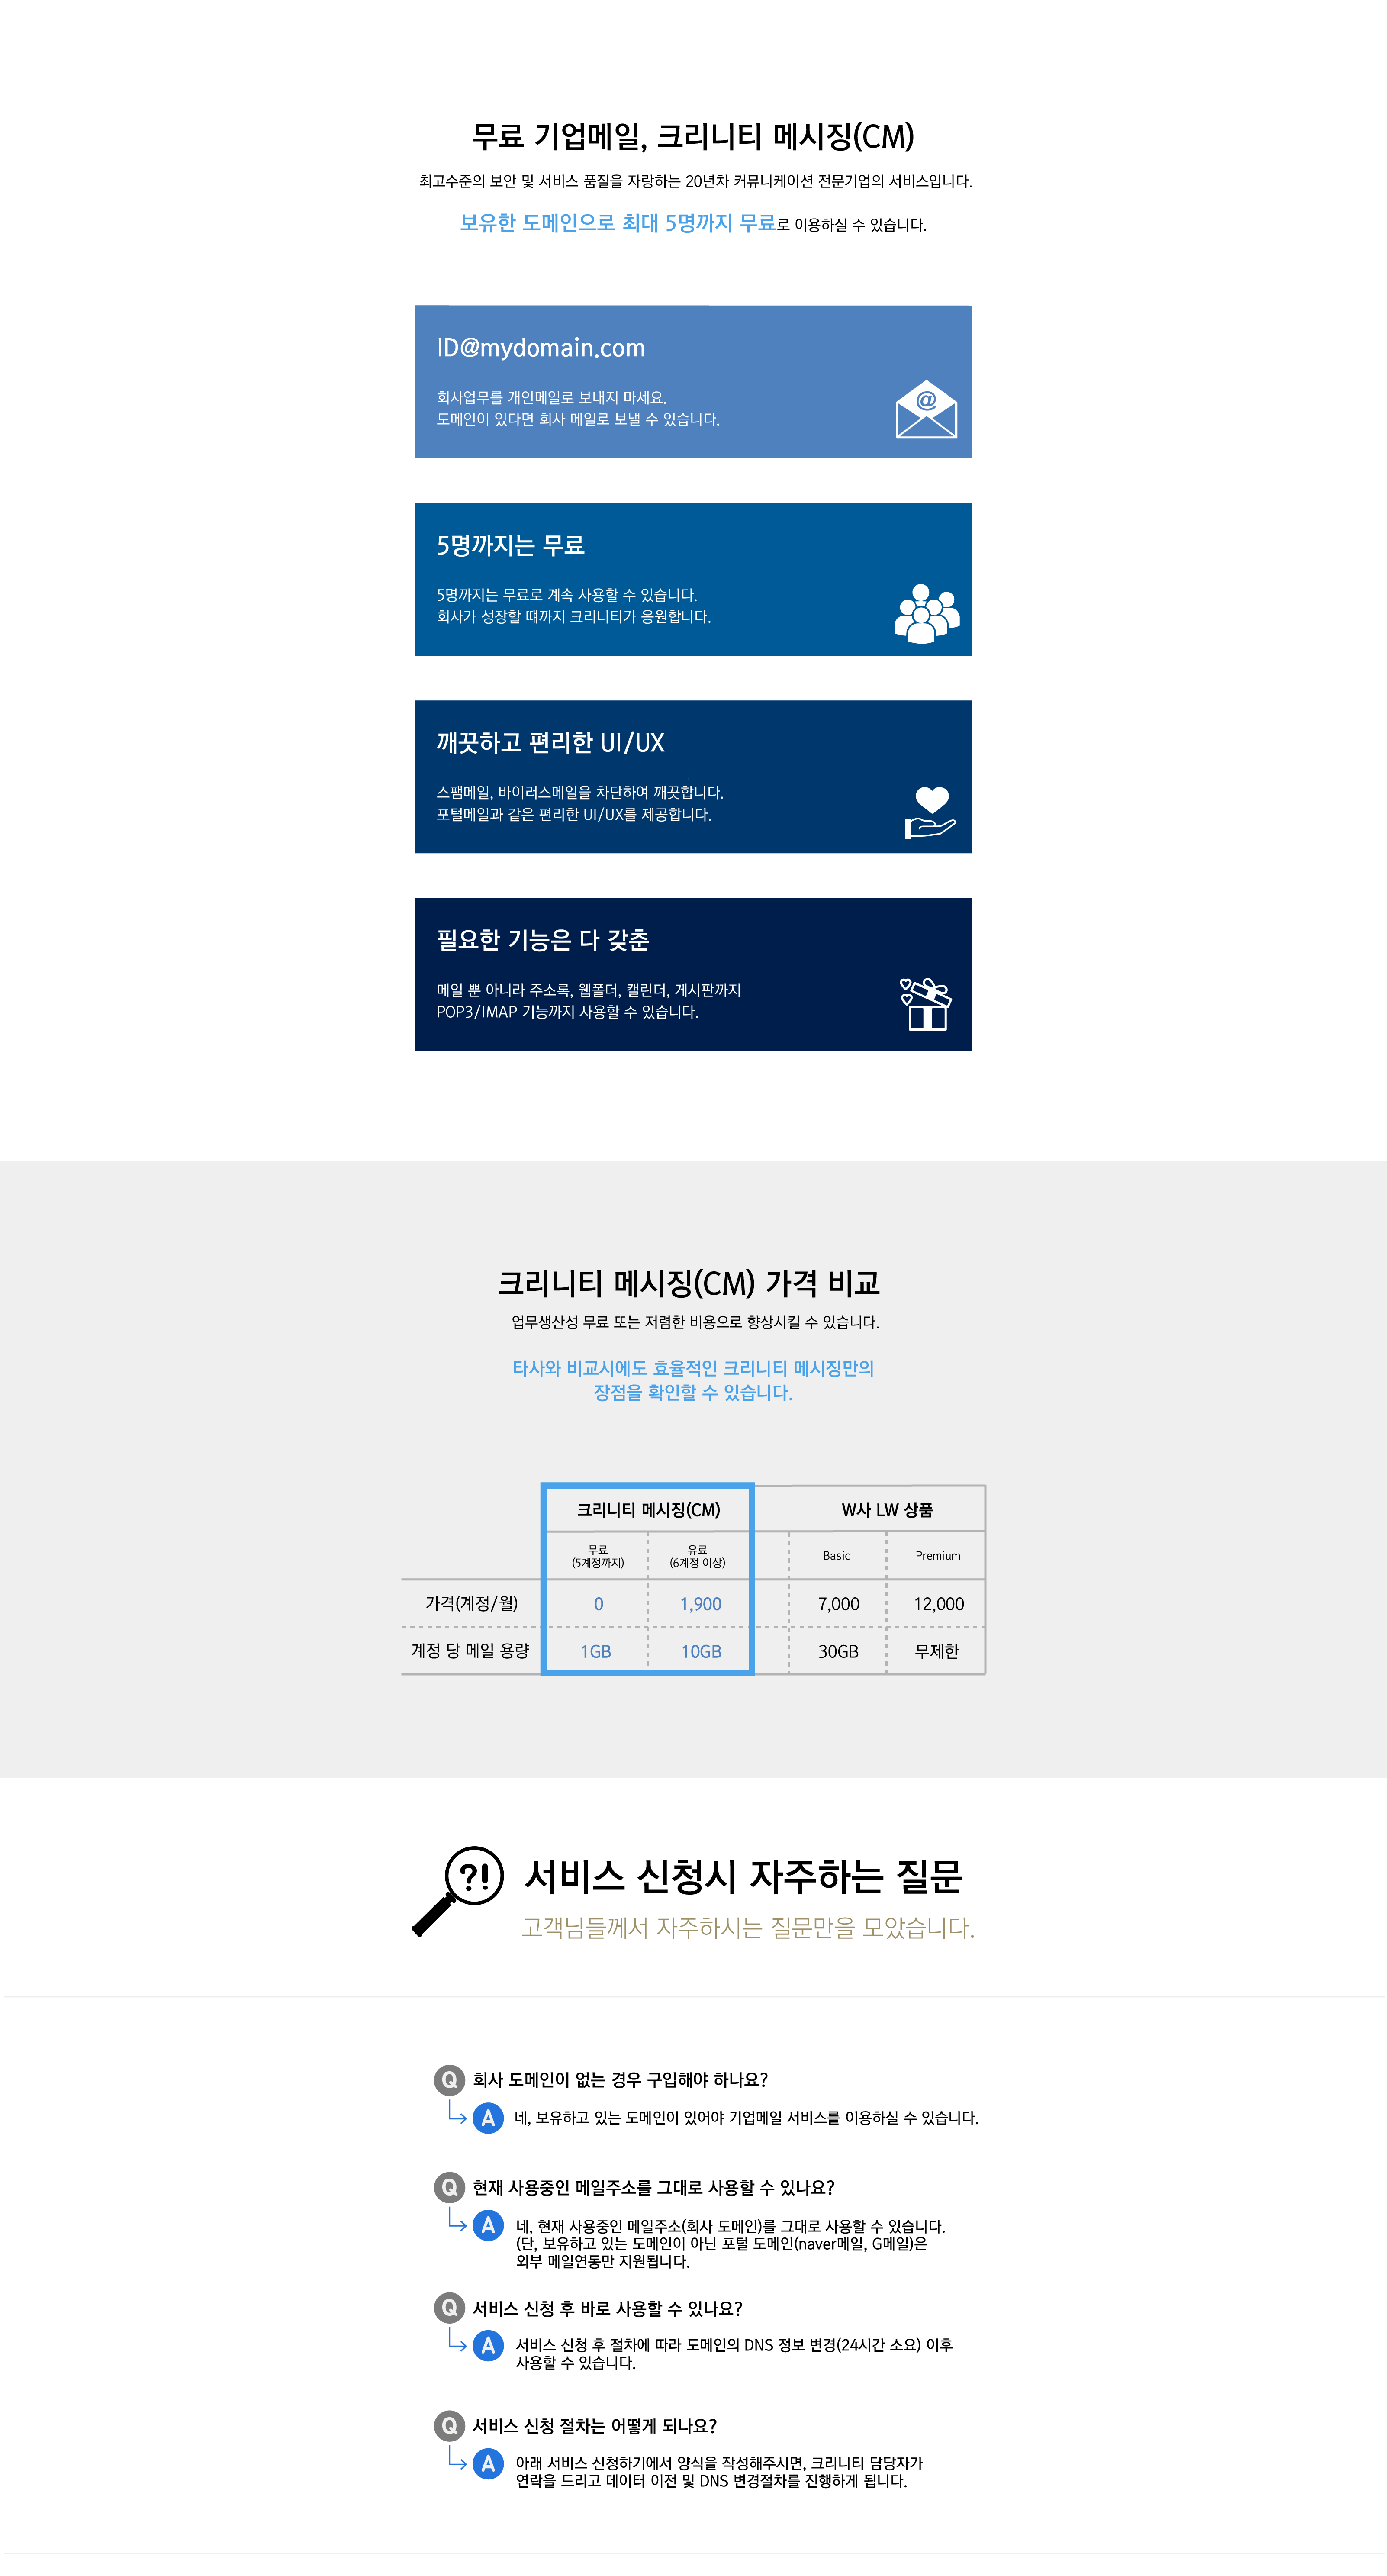 무료 기업메일, 크리니티 메시징(CM)
최고수준의 보안 및 서비스 품질을 자랑하는 20년차 커뮤니케이션 전문기업의 서비스입니다.
보유한 도메인으로 최대 5명까지 무료로 이용하실 수 있습니다.
ID@mydomain.com
회사업무를 개인메일로 보내지 마세요.
도메인이 있다면 회사 메일로 보낼 수 있습니다.
@
5명까지는 무료
5명까지는 무료로 계속 사용할 수 있습니다.
회사가 성장할 떄까지 크리니티가 응원합니다.
깨끗하고 편리한 UI/UX
스팸메일, 바이러스메일을 차단하여 깨끗합니다.
포털메일과 같은 편리한 UI/UX를 제공합니다.
필요한 기능은 다 갖춘
메일 뿐 아니라 주소록, 웹폴더, 캘린더, 게시판까지
POP3/IMAP 기능까지 사용할 수 있습니다.
크리니티 메시징(CM) 가격 비교
업무생산성 무료 또는 저렴한 비용으로 향상시킬 수 있습니다.
타사와 비교시에도 효율적인 크리니티 메시징만의
장점을 확인할 수 있습니다.
크리니티 메시징(CM) W사 LW 상품
무료 유료
(5계정까지) (6계정 이상) Basic Premium
가격(계정/월) 0 1,900 7,000 12,000
계정 당 메일 용량 1GB 10GB 30GB 무제한
?!
서비스 신청시 자주하는 질문
고객님들께서 자주하시는 질문만을 모았습니다.
Q 회사 도메인이 없는 경우 구입해야 하나요?
A 네, 보유하고 있는 도메인이 있어야 기업메일 서비스를 이용하실 수 있습니다.
Q 현재 사용중인 메일주소를 그대로 사용할 수 있나요?
A 네, 현재 사용중인 메일주소(회사 도메인)를 그대로 사용할 수 있습니다.
(단, 보유하고 있는 도메인이 아닌 포털 도메인(naver메일, G메일)은
외부 메일연동만 지원됩니다.
Q 서비스 신청 후 바로 사용할 수 있나요?
A 서비스 신청 후 절차에 따라 도메인의 DNS 정보 변경(24시간 소요) 이후
사용할 수 있습니다.
Q 서비스 신청 절차는 어떻게 되나요?
A 아래 서비스 신청하기에서 양식을 작성해주시면, 크리니티 담당자가
연락을 드리고 데이터 이전 및 DNS 변경절차를 진행하게 됩니다.